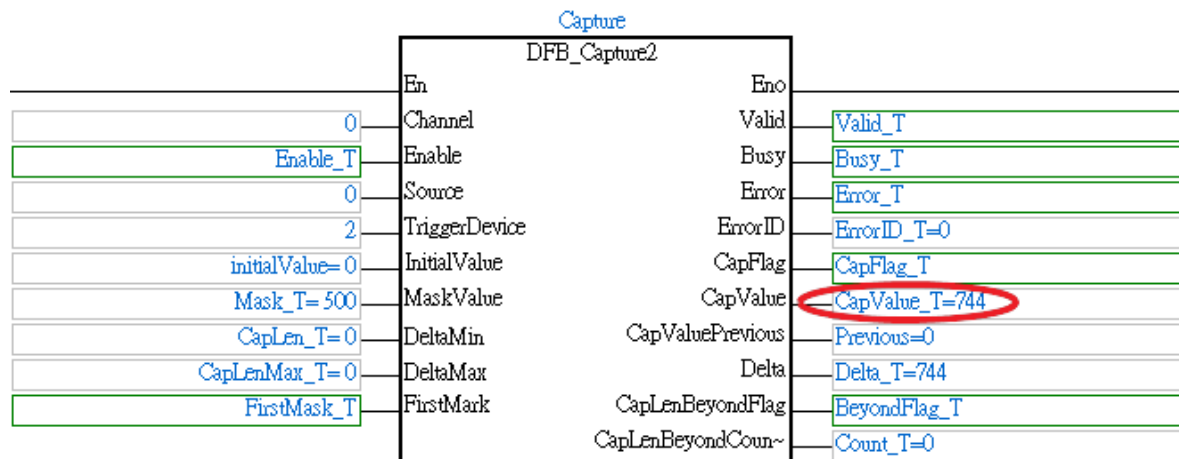 Capture
DFB_Capture2
En Eno
0 Channel Valid Valid_T
Enable_T Enable Busy Busy_T
0 Source Error Error_T
2 TriggerDevice ErrorID ErrorID_T=0
initialValue= 0 InitialValue CapFlag CapFlag_T
Mask_T= 500 MaskValue CapValue CapValue_T=744
CapLen_T= 0 DeltaMin CapValuePrevious Previous=0
CapLenMax_T= 0 DeltaMax Delta Delta_T=744
FirstMask_T FirstMark CapLenBeyondFlag BeyondFlag_T
CapLenBeyondCoun~ Count_T=0